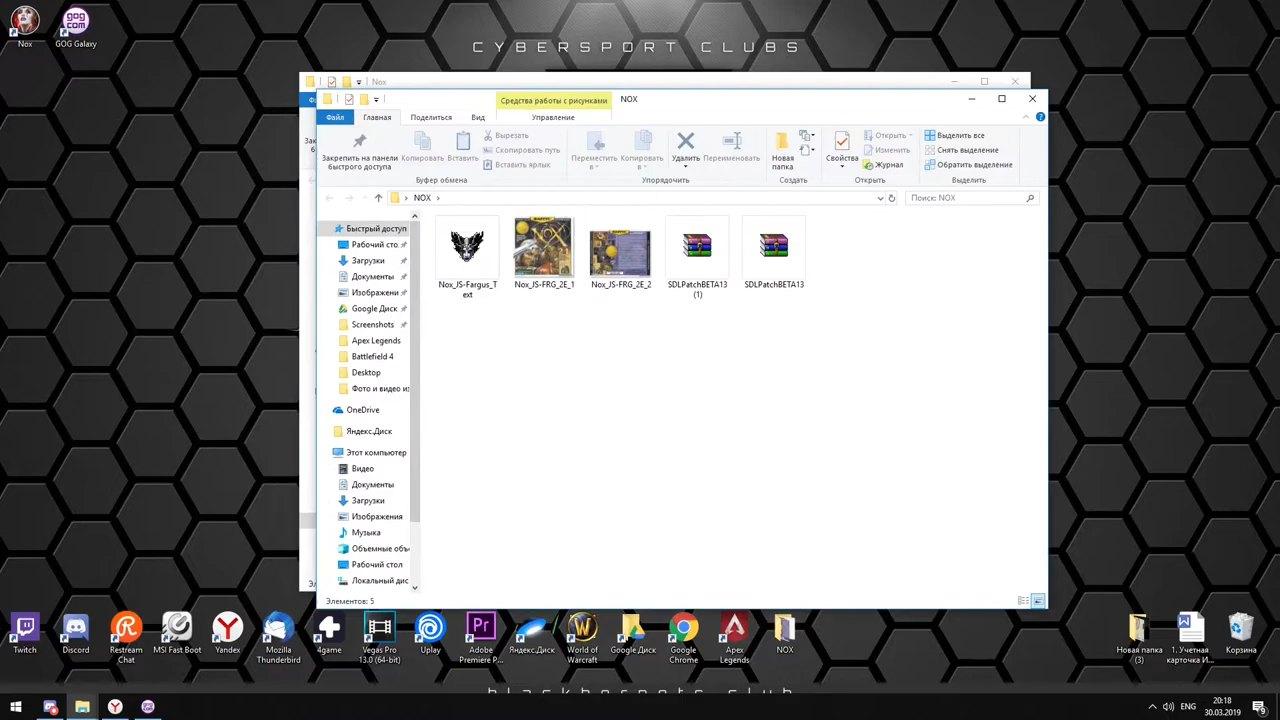 CYBERSPORT CLUBS
Nox
GOG Galaxy
Nox
Средства работы с рисунками
NOX
Файл
Главная
Поделиться
Вид
Управление
Закрепить на панели
быстрого доступа
Копировать
Вставить
Вырезать
Скопировать путь
Вставить ярлык
Буфер обмена
Переместить
в
Копировать
в
Удалить
Переименовать
Упорядочить
Новая
папка
Создать
Свойства
Открыть
Изменить
Журнал
Открыть
Выделить все
Снять выделение
Обратить выделение
Выделить
NOX
Поиск: NOX
Быстрый доступ
Рабочий сто
Загрузки
Документы
Изображени
Google Диск
Screenshots
Apex Legends
Battlefield 4
Desktop
Фото и видео из
OneDrive
Яндекс.Диск
Этот компьютер
Видео
Документы
Загрузки
Изображения
Музыка
Объемные объе
Рабочий стол
Локальный дис
Nox_JS-Fargus_T
ext
Nox_JS-FRG_2E_1
Nox_JS-FRG_2E_2
SDLPatchBETA13
(1)
SDLPatchBETA13
Элементов: 5
Twitch
Discord
Restream
Chat
MSI Fast Boot
Yandex
Mozilla
Thunderbird
4game
Vegas Pro
13.0 (64-bit)
Uplay
Adobe
Premiere P...
Яндекс.Диск
World of
Warcraft
Google Диск
Google
Chrome
Apex
Legends
NOX
Новая папка
(3)
1. Учетная
карточка И...
Корзина
ENG
20:18
30.03.2019